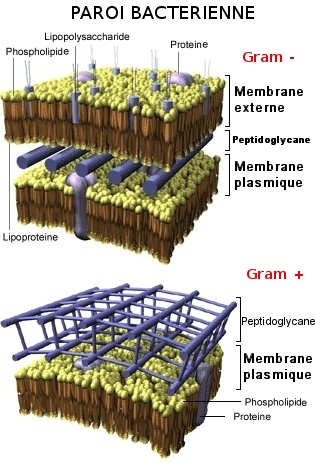 PAROI BACTERIENNE
Lipopolysaccharide
Phospholipide
Proteine
Gram -
Membrane
externe
Peptidoglycane
Membrane
plasmique
Lipoproteine
Gram +
Peptidoglycane
Membrane
plasmique
Phospholipide
Proteine